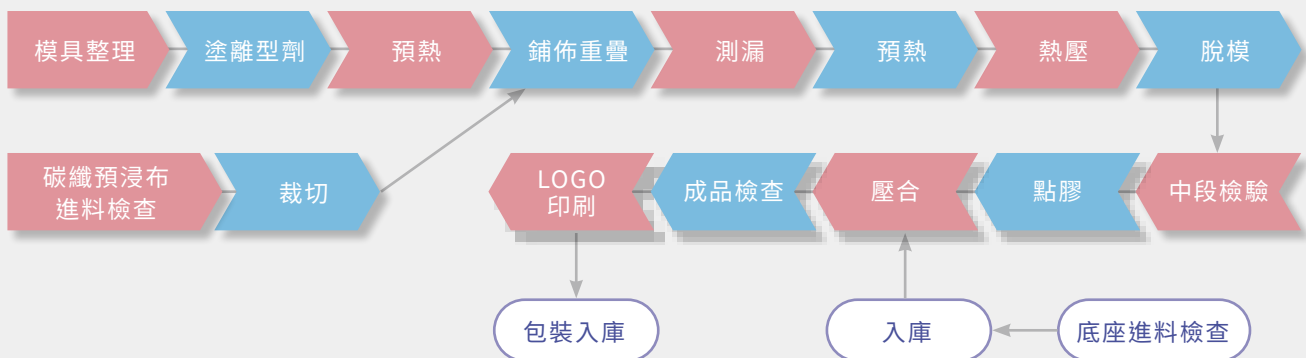 模具整理
塗離型劑
預熱
鋪佈重疊
測漏
預熱
熱壓
脫模
碳纖預浸布
進料檢查
裁切
LOGO
印刷
成品檢查
壓合
點膠
中段檢驗
包裝入庫
入庫
底座進料檢查